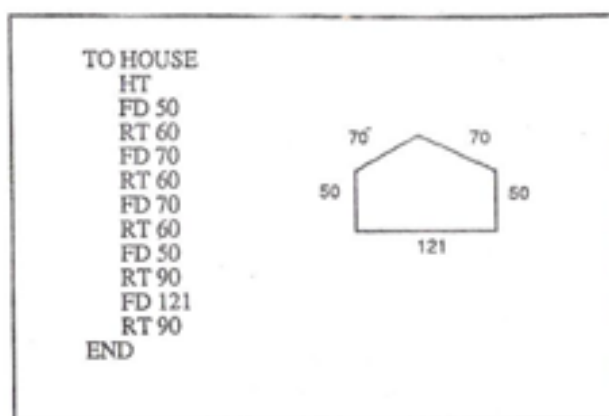 TO HOUSE
HT
FD 50
RT 60
FD 70
RT 60
FD 70
RT 60
FD 50
RT 90
FD 121
RT 90
END
70 70
50 50
121